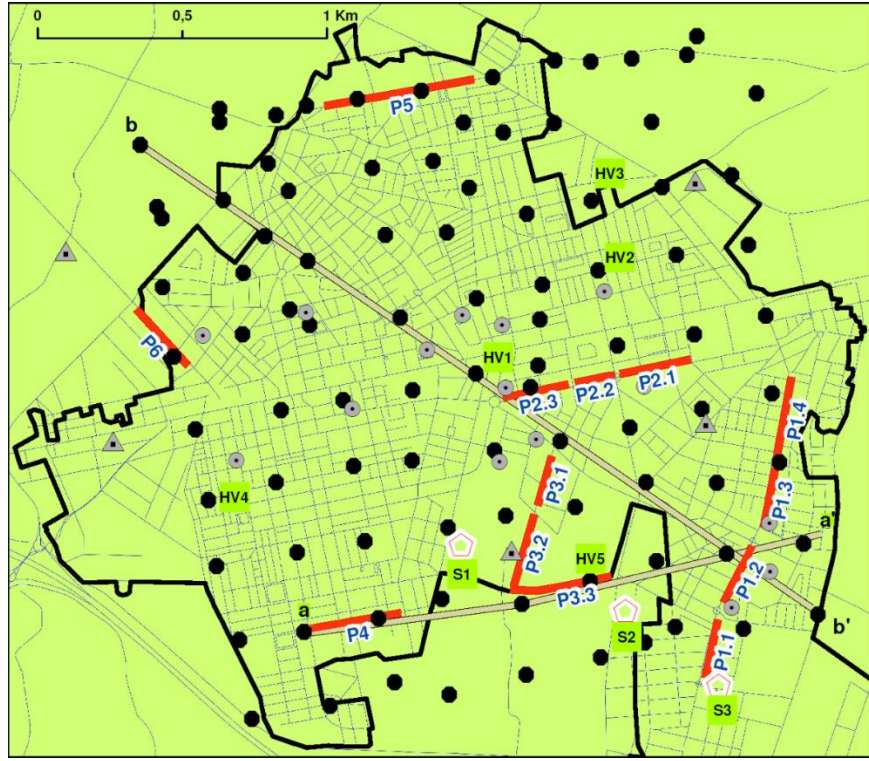 0 0,5 1 Km
P5
b
HV3
HV2
P6
HV1
P2.3 P2.2 P2.1
P1.4
P3.1
HV4
P1.3
a'
P3.2
S1
HV5
P1.2
P3.3
a
P4
S2
b'
P1.1
S3